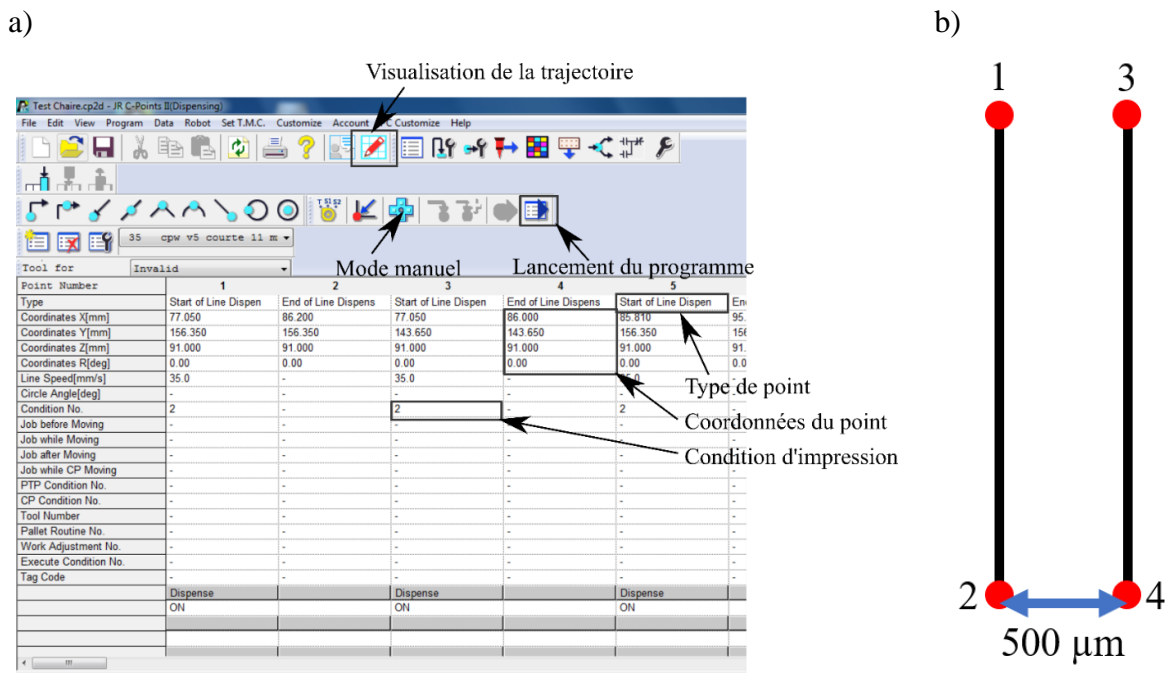 a)
b)
Visualisation de la trajectoire
Test Chaire.cp2d - JR C-Points II(Dispensing)
File Edit View Program Data Robot Set T.M.C. Customize Account Customize Help
35 cpw v5 courte 11 m
Mode manuel
Lancement du programme
Tool for Invalid
Point Number 1 2 3 4 5
Type Start of Line Dispen End of Line Dispens Start of Line Dispen End of Line Dispens Start of Line Dispen En
Coordinates X[mm] 77.050 86.200 77.050 86.000 85.810 95.
Coordinates Y[mm] 156.350 156.350 143.650 143.650 156.350 156
Coordinates Z[mm] 91.000 91.000 91.000 91.000 91.000 91.
Coordinates R[deg] 0.00 0.00 0.00 0.00 0.00 0.0
Line Speed[mm/s] 35.0 - 35.0 -
Type de point
Circle Angle[deg] - - - - -
Condition No. 2 - 2 - 2
Coordonnées du point
Job before Moving - - - - -
Job while Moving - - - - -
Job after Moving - - - - -
Condition d'impression
Job while CP Moving - - - - -
PTP Condition No. - - - - -
CP Condition No. - - - - -
Tool Number - - - - -
Pallet Routine No. - - - - -
Work Adjustment No. - - - - -
Execute Condition No. - - - - -
Tag Code - - - - -
Dispense Dispense Dispense
ON ON ON
1 3
2 4
500 µm